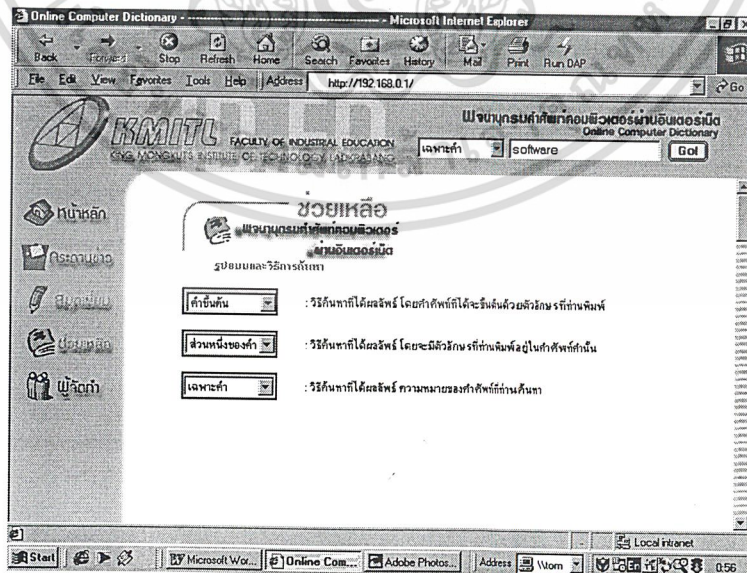 Online Computer Dictionary - - Microsoft Internet Explorer
Back Forward Stop Refresh Home Search Favorites History Mail Print Run DAP
File Edit View Favorites Tools Help Address http://192.168.0.1/ Go
KMITL FACULTY OF INDUSTRIAL EDUCATION
KING MONGKUT'S INSTITUTE OF TECHNOLOGY LADKRABANG
พจนานุกรมคำศัพท์คอมพิวเตอร์ผ่านอินเตอร์เน็ต
Online Computer Dictionary
เฉพาะคำ software Go!
หน้าหลัก
กระดานข่าว
สมุดเยี่ยม
ช่วยเหลือ
ผู้จัดทำ
ช่วยเหลือ
พจนานุกรมคำศัพท์คอมพิวเตอร์
ผ่านอินเตอร์เน็ต
รูปแบบและวิธีการค้นหา
คำขึ้นต้น : วิธีค้นหาที่ได้ผลลัพธ์ โดยคำศัพท์ที่ได้จะขึ้นต้นด้วยตัวอักษรที่ท่านพิมพ์
ส่วนหนึ่งของคำ : วิธีค้นหาที่ได้ผลลัพธ์ โดยจะมีตัวอักษรที่ท่านพิมพ์อยู่ในคำศัพท์คำนั้น
เฉพาะคำ : วิธีค้นหาที่ได้ผลลัพธ์ ความหมายของคำศัพท์ที่ท่านค้นหา
Local intranet
Start Microsoft Wor... Online Com... Adobe Photos... Address \\tom 0:56